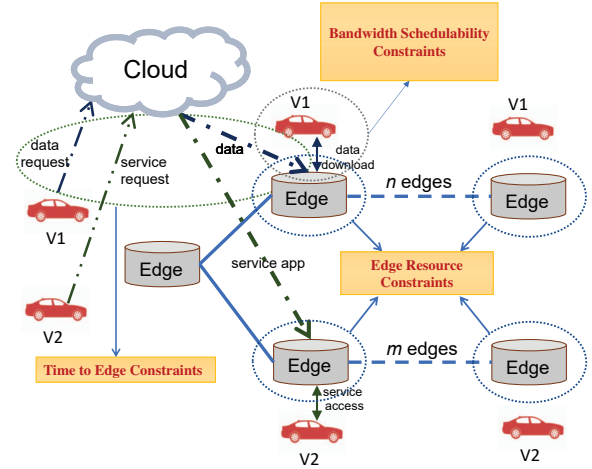 Bandwidth Schedulability
Constraints
Cloud
V1
V1
data
request
service
request
data
data
download
Edge
n edges
Edge
V1
Edge
service app
Edge Resource
Constraints
V2
Time to Edge Constraints
Edge
m edges
Edge
service
access
V2
V2